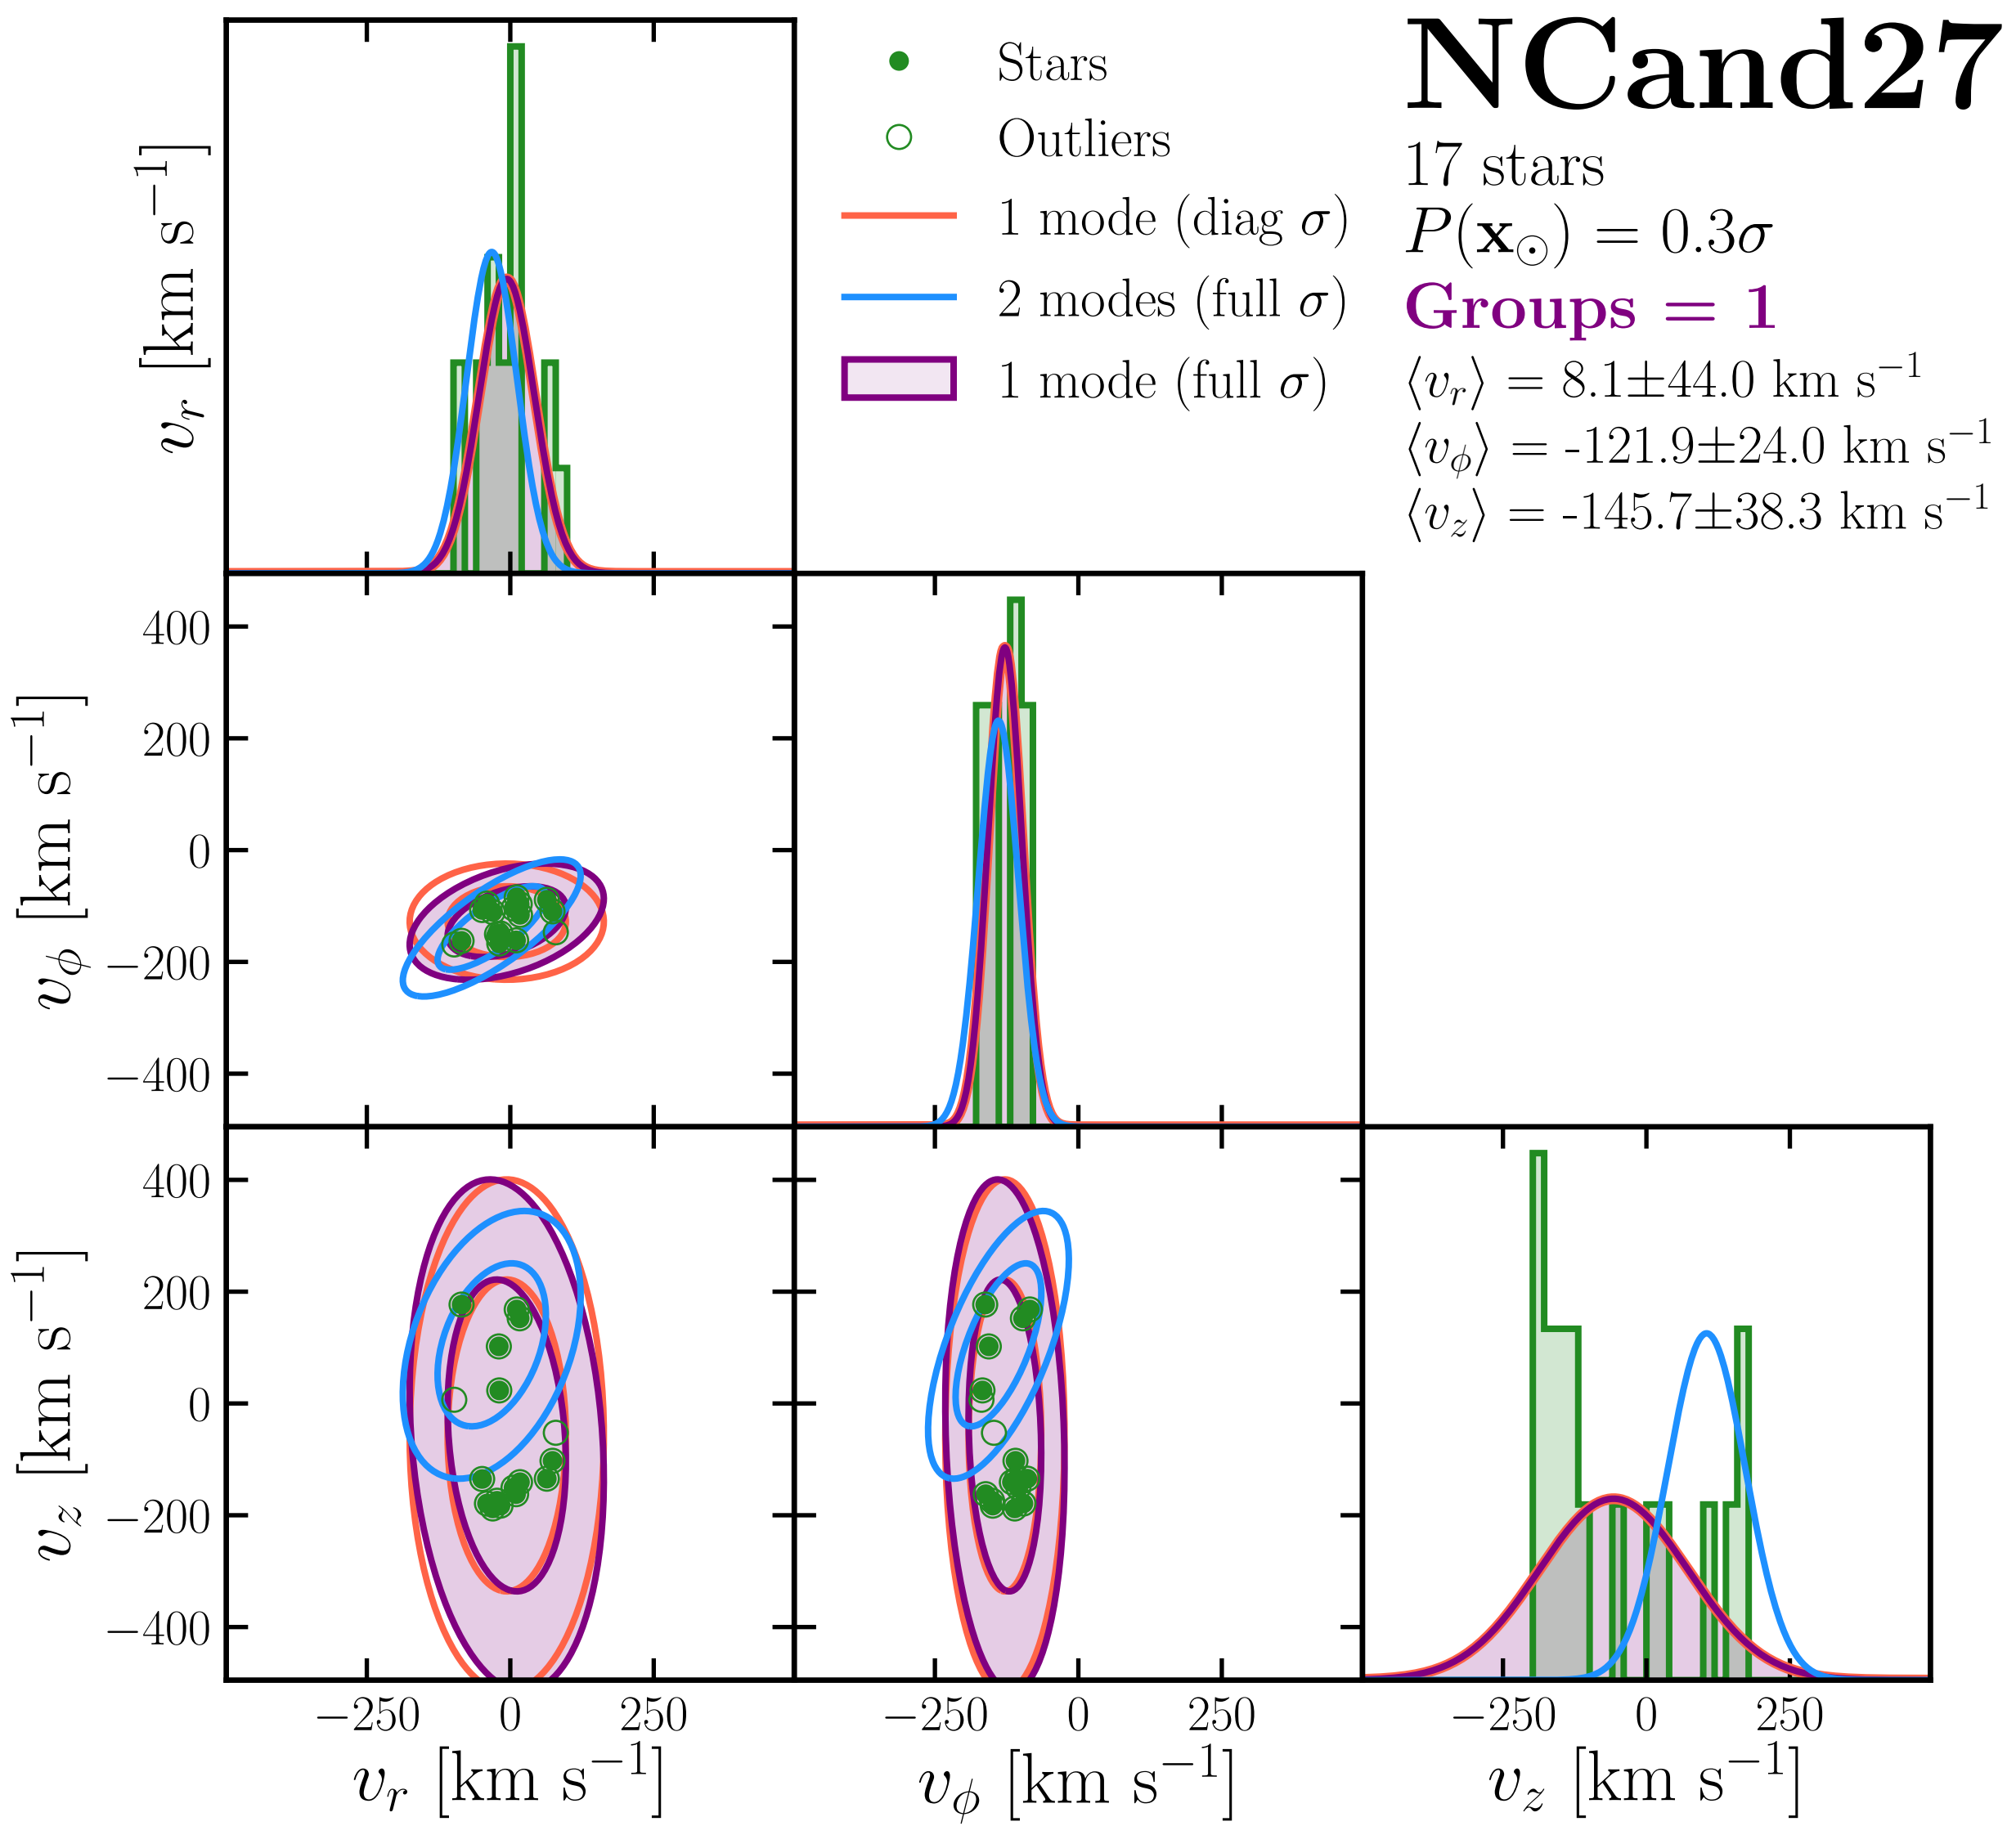 NCand27
17 stars
P(x⊙) = 0.3σ
Groups = 1
⟨v_r⟩ = 8.1±44.0 km s⁻¹
⟨v_ϕ⟩ = -121.9±24.0 km s⁻¹
⟨v_z⟩ = -145.7±38.3 km s⁻¹
Stars
Outliers
1 mode (diag σ)
2 modes (full σ)
1 mode (full σ)
v_r [km s⁻¹]
400
200
0
−200
−400
v_ϕ [km s⁻¹]
400
200
0
−200
−400
v_z [km s⁻¹]
−250 0 250
−250 0 250
−250 0 250
v_r [km s⁻¹]
v_ϕ [km s⁻¹]
v_z [km s⁻¹]